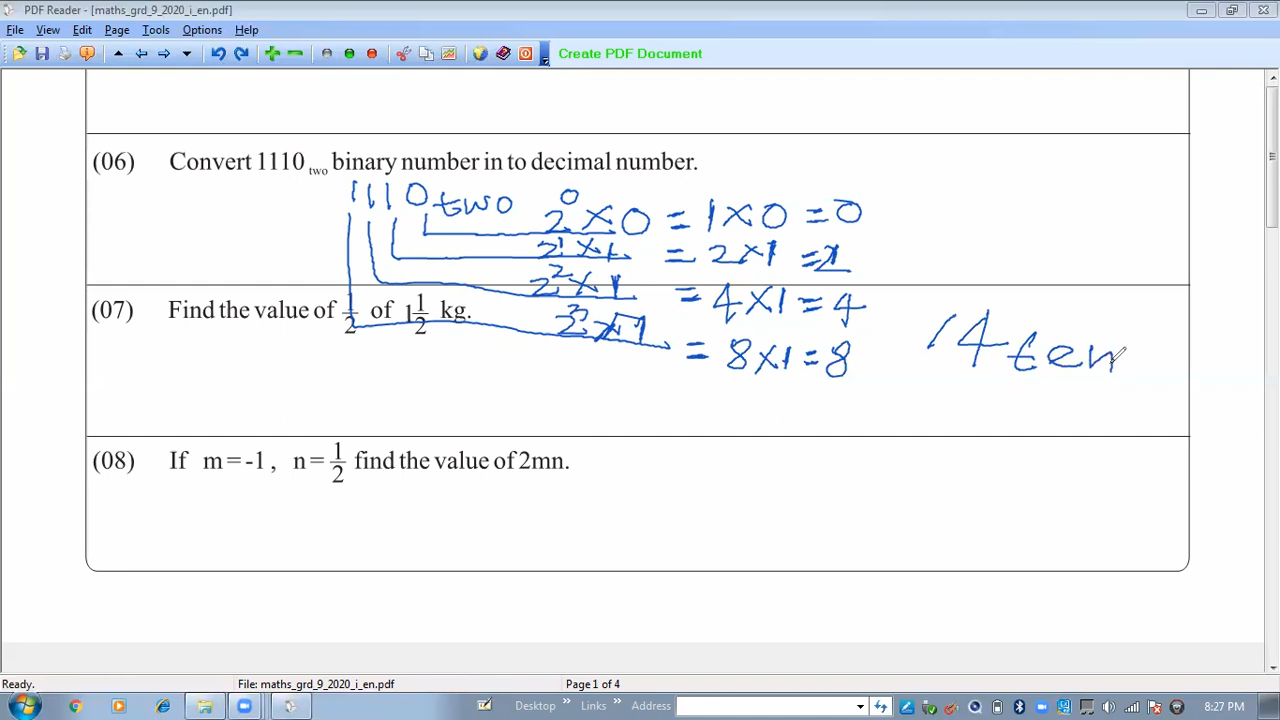 PDF Reader - [maths_grd_9_2020_i_en.pdf]
File View Edit Page Tools Options Help
Create PDF Document
(06) Convert 1110 two binary number in to decimal number.
1110 two
2⁰ × 0 = 1 × 0 = 0
2¹ × 1 = 2 × 1 = 2
2² × 1 = 4 × 1 = 4
2³ × 1 = 8 × 1 = 8
14 ten
(07) Find the value of 1/2 of 1 1/2 kg.
(08) If m = -1 , n = 1/2 find the value of 2mn.
Ready. File: maths_grd_9_2020_i_en.pdf Page 1 of 4
Desktop » Links » Address 8:27 PM